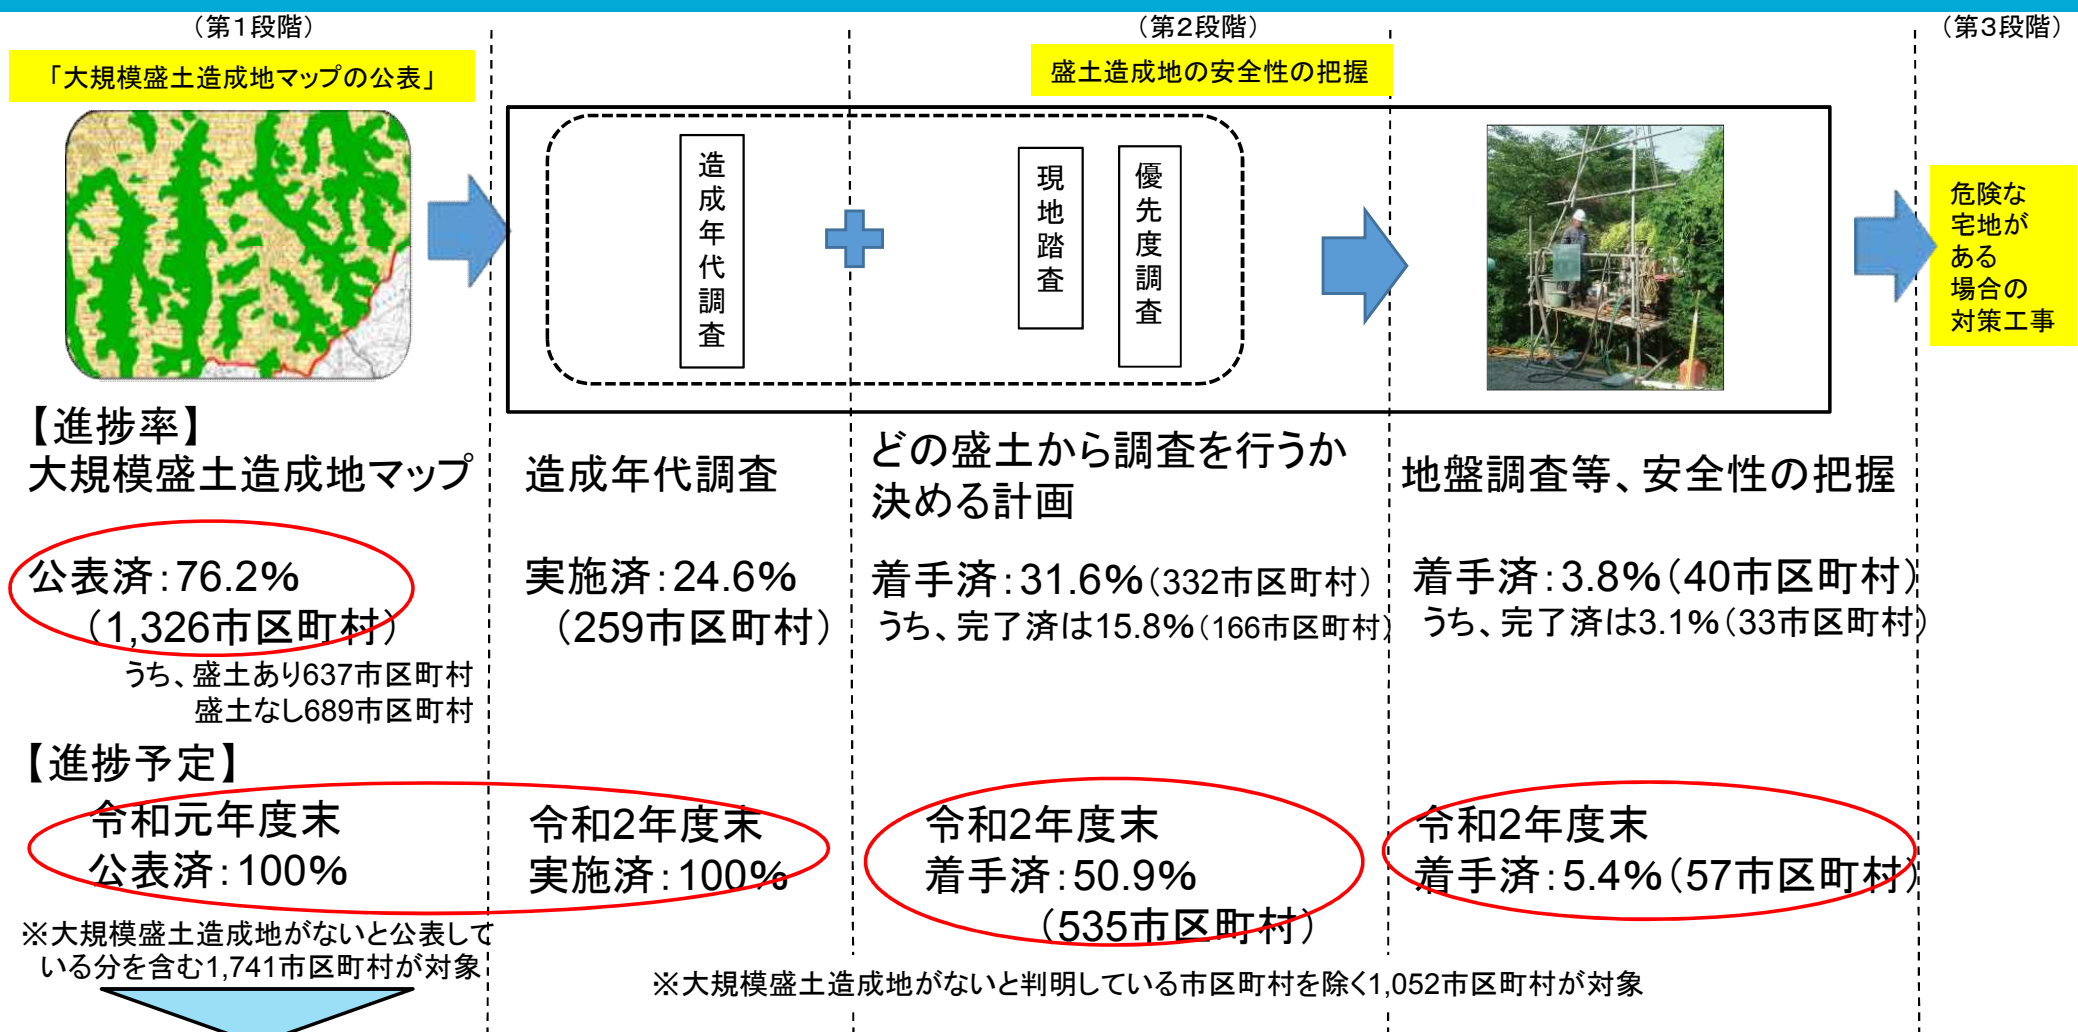 （第１段階）
「大規模盛土造成地マップの公表」
（第２段階）
盛土造成地の安全性の把握
（第３段階）
造成年代調査
現地踏査
優先度調査
危険な
宅地が
ある
場合の
対策工事
【進捗率】
大規模盛土造成地マップ
公表済：76.2%
（1,326市区町村）
うち、盛土あり637市区町村
盛土なし689市区町村
造成年代調査
実施済：24.6%
（259市区町村）
どの盛土から調査を行うか
決める計画
着手済：31.6%（332市区町村）
うち、完了済は15.8%（166市区町村）
地盤調査等、安全性の把握
着手済：3.8%（40市区町村）
うち、完了済は3.1%（33市区町村）
【進捗予定】
令和元年度末
公表済：100%
令和2年度末
実施済：100%
令和2年度末
着手済：50.9%
（535市区町村）
令和2年度末
着手済：5.4%（57市区町村）
※大規模盛土造成地がないと公表して
いる分を含む1,741市区町村が対象
※大規模盛土造成地がないと判明している市区町村を除く1,052市区町村が対象